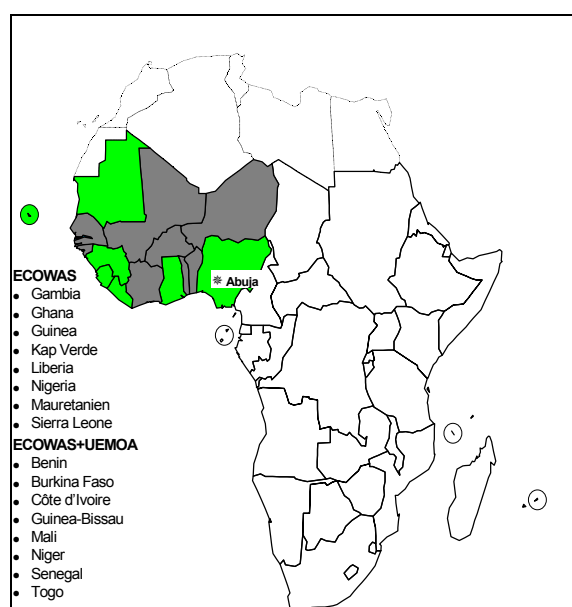 Abuja
ECOWAS
• Gambia
• Ghana
• Guinea
• Kap Verde
• Liberia
• Nigeria
• Mauretanien
• Sierra Leone
ECOWAS+UEMOA
• Benin
• Burkina Faso
• Côte d'Ivoire
• Guinea-Bissau
• Mali
• Niger
• Senegal
• Togo